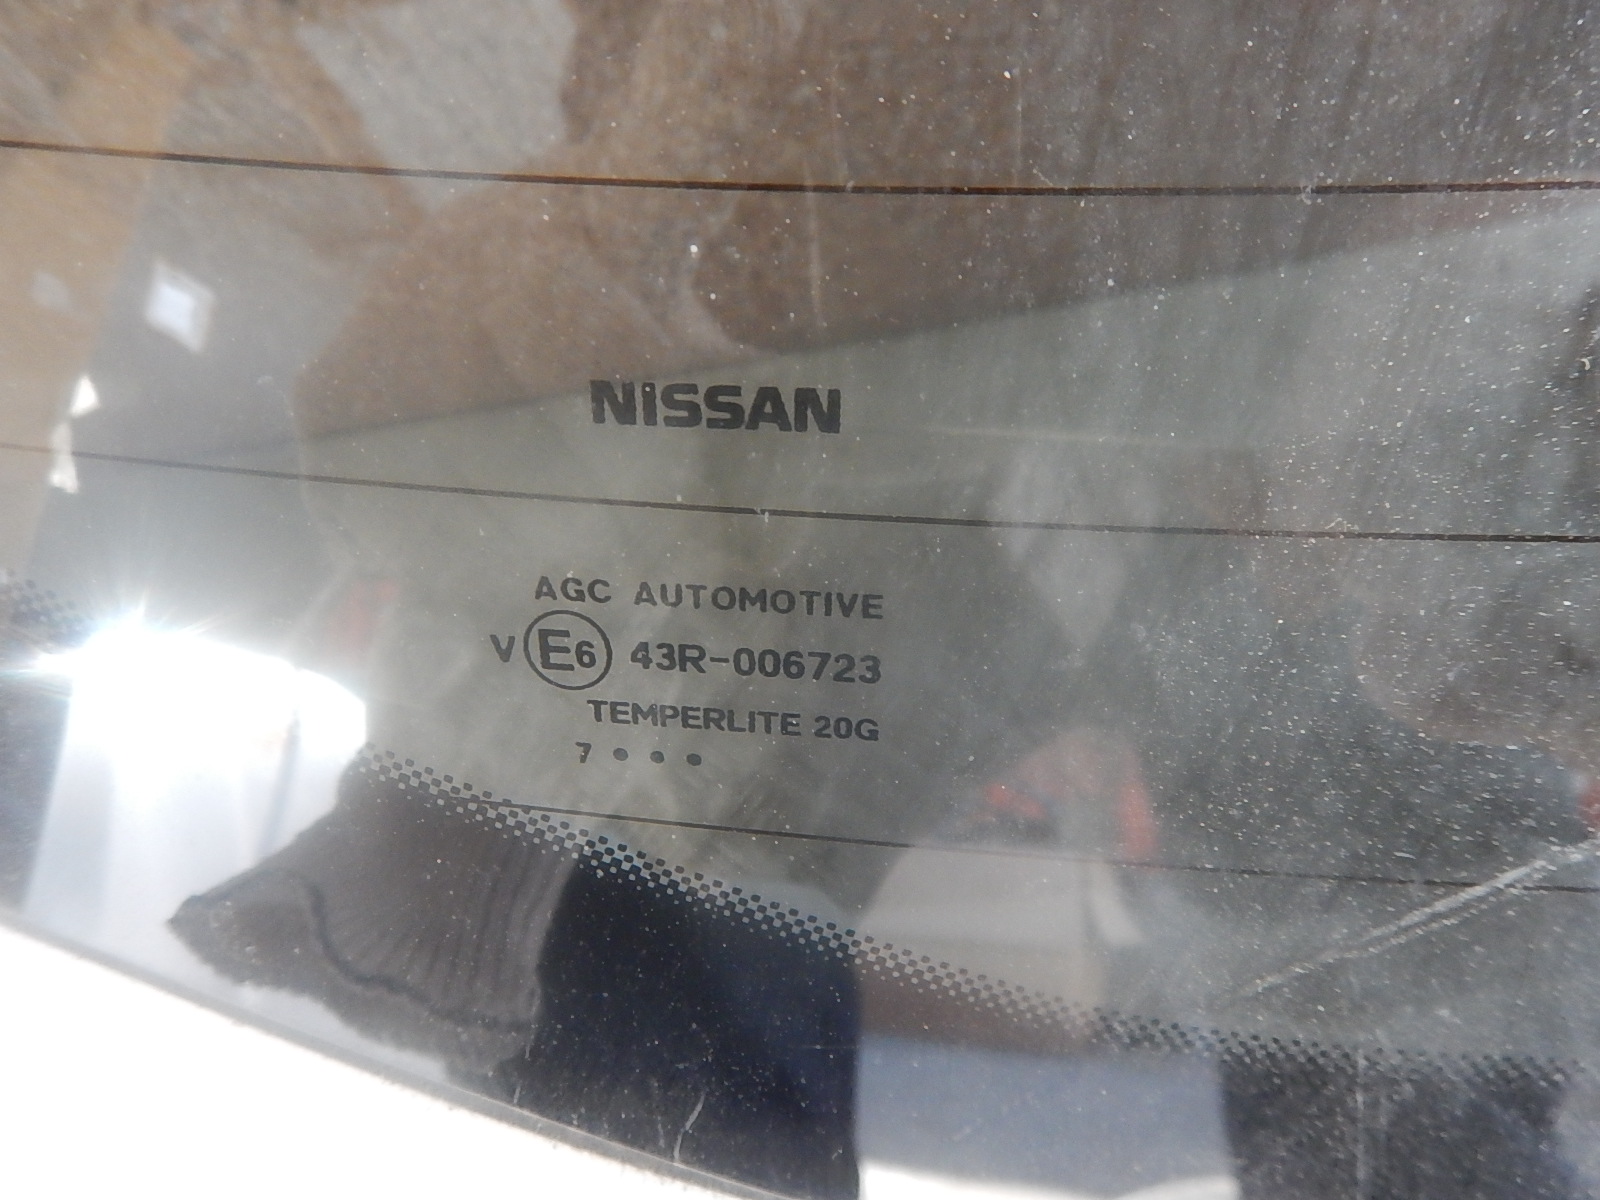 NISSAN
AGC AUTOMOTIVE
V E6 43R-006723
TEMPERLITE 20G
7 • • •